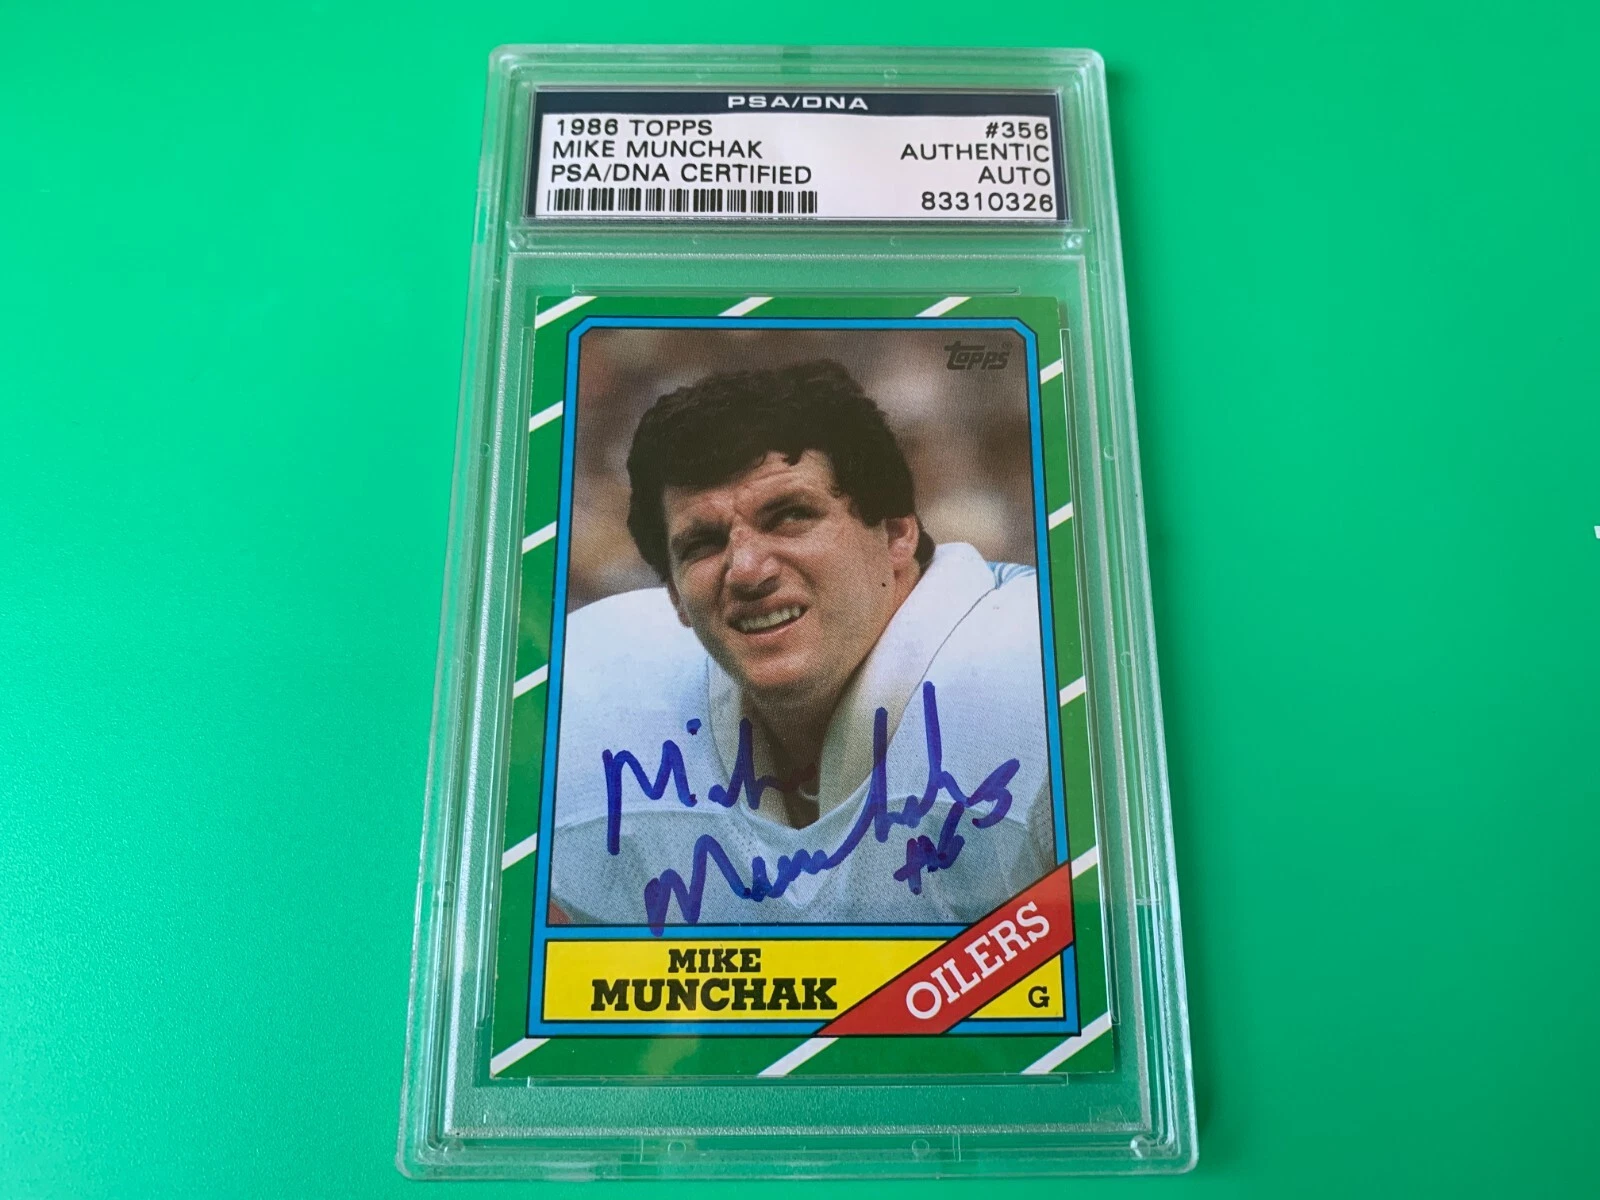 PSA/DNA
1986 TOPPS #356
MIKE MUNCHAK AUTHENTIC
PSA/DNA CERTIFIED AUTO
83310326
Topps
Mike
Munchak #63
MIKE
MUNCHAK
OILERS
G